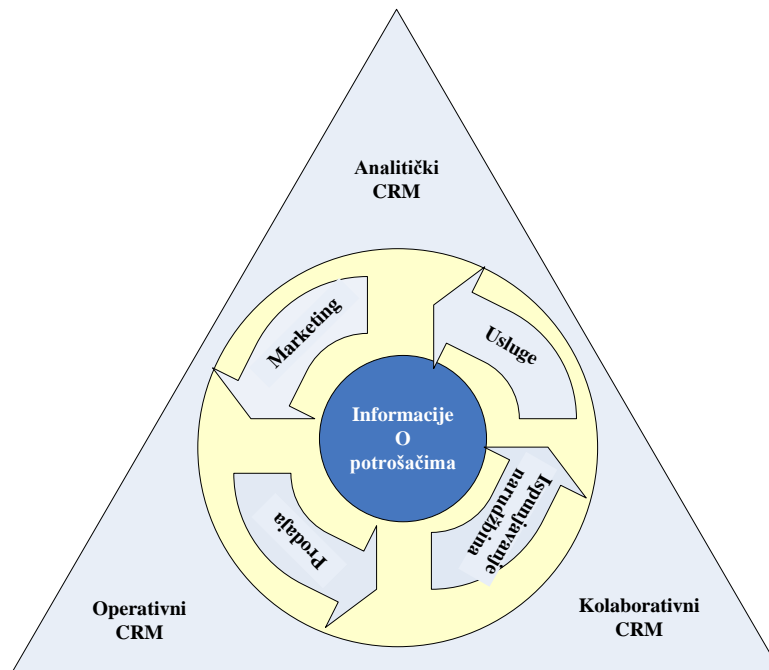 Analitički
CRM
Marketing
Usluge
Informacije
O
potrošačima
Prodaja
Ispunjavanje
narudžbina
Operativni
CRM
Kolaborativni
CRM